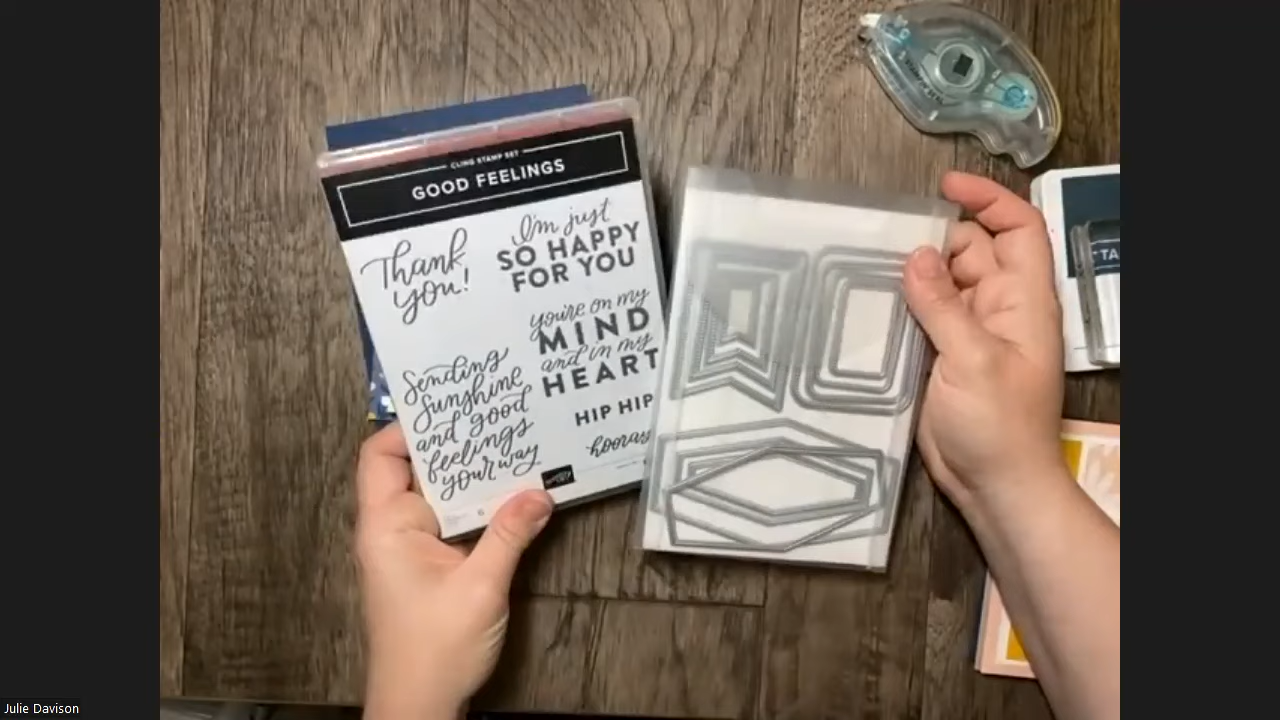 CLING STAMP SET
GOOD FEELINGS
Thank
you!
I'm just
SO HAPPY
FOR YOU
you're on my
MIND
and in my
HEART
Sending
sunshine
and good
feelings
your way
HIP HIP
hooray
TA
Julie Davison